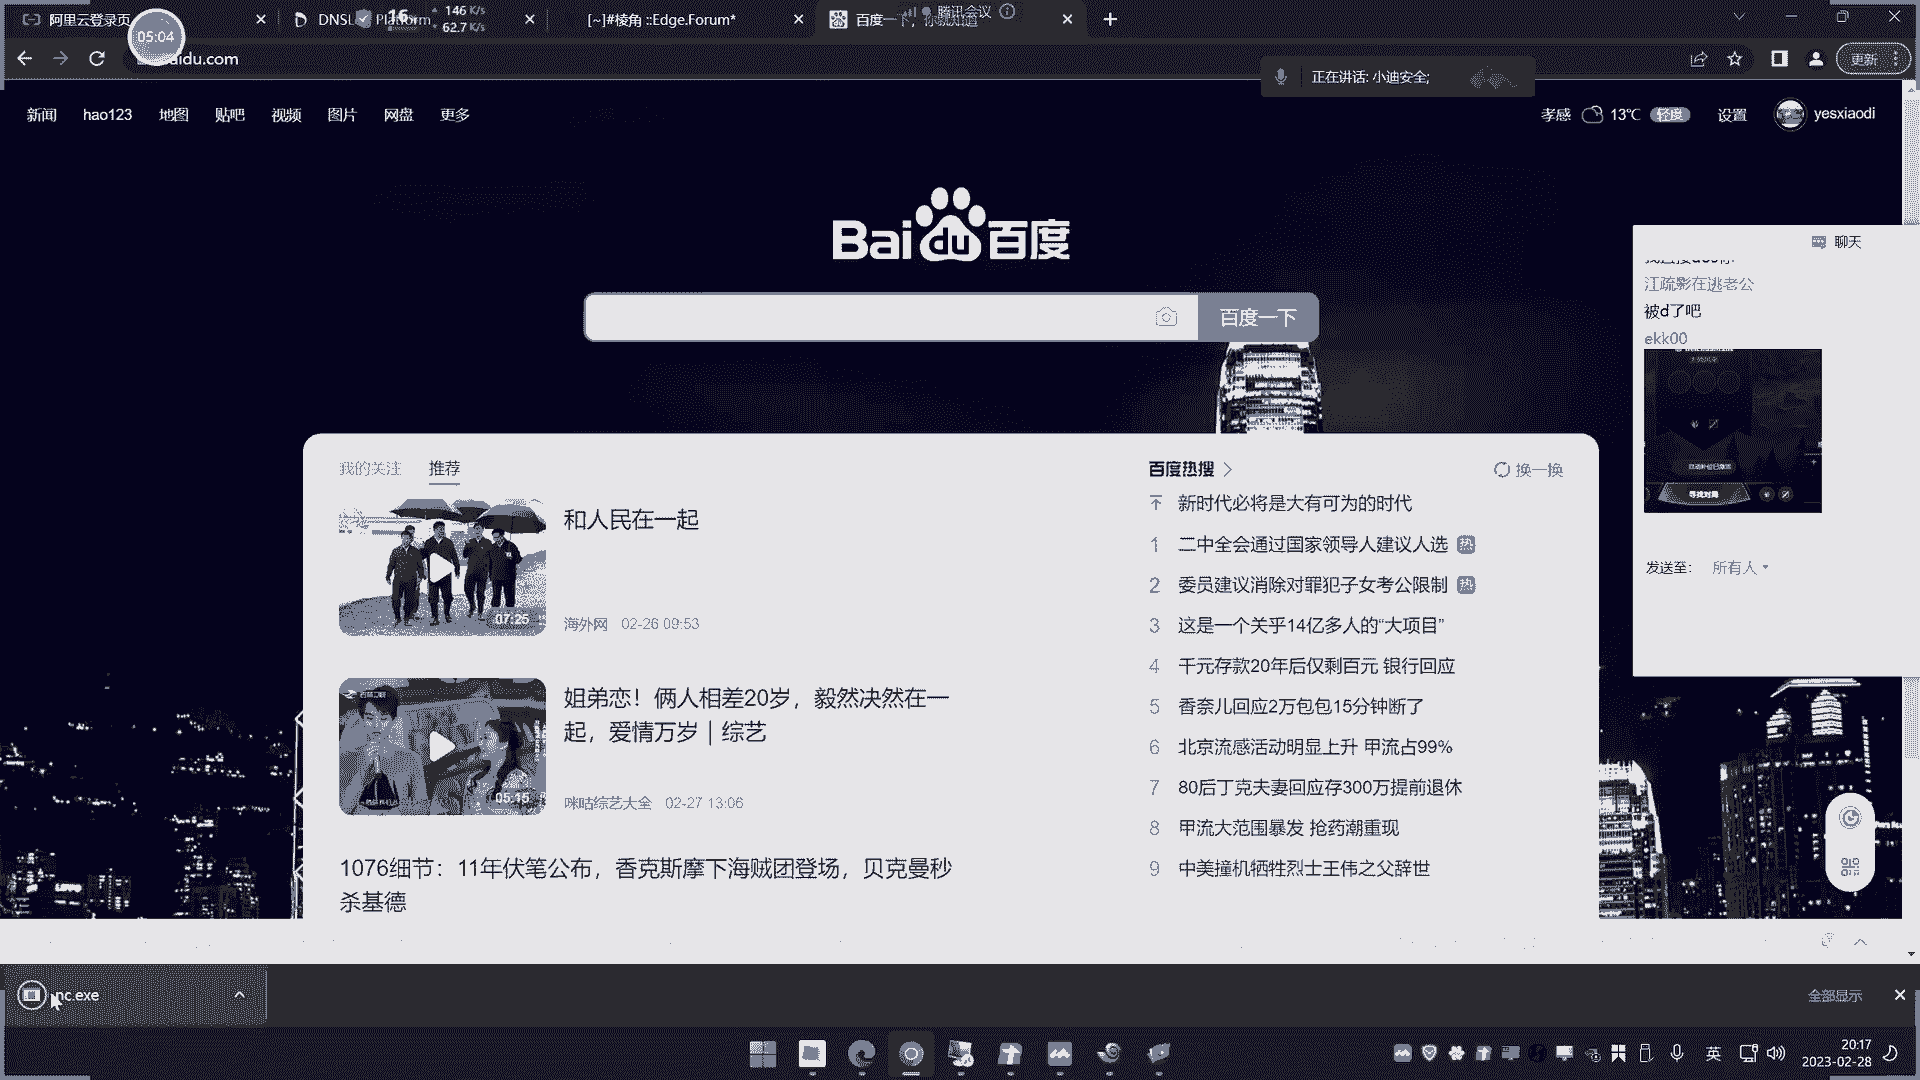 阿里云登录页
DNSL Platform
16
146 K/s
62.7 K/s
[~]#棱角 ::Edge.Forum*
百度一下，你就知道
腾讯会议
05:04
aidu.com
更新
正在讲话: 小迪安全;
新闻
hao123
地图
贴吧
视频
图片
网盘
更多
孝感
13℃
轻度
设置
yesxiaodi
Bai du 百度
百度一下
聊天
江疏影在逃老公
被d了吧
ekk00
寻找对局
发送至:
所有人
我的关注
推荐
和人民在一起
07:25
海外网 02-26 09:53
姐弟恋！俩人相差20岁，毅然决然在一
起，爱情万岁｜综艺
05:15
咪咕综艺大全 02-27 13:06
1076细节：11年伏笔公布，香克斯摩下海贼团登场，贝克曼秒
杀基德
百度热搜
换一换
新时代必将是大有可为的时代
1 二中全会通过国家领导人建议人选 热
2 委员建议消除对罪犯子女考公限制 热
3 这是一个关乎14亿多人的“大项目”
4 千元存款20年后仅剩百元 银行回应
5 香奈儿回应2万包包15分钟断了
6 北京流感活动明显上升 甲流占99%
7 80后丁克夫妻回应存300万提前退休
8 甲流大范围暴发 抢药潮重现
9 中美撞机牺牲烈士王伟之父辞世
nc.exe
全部显示
英
20:17
2023-02-28